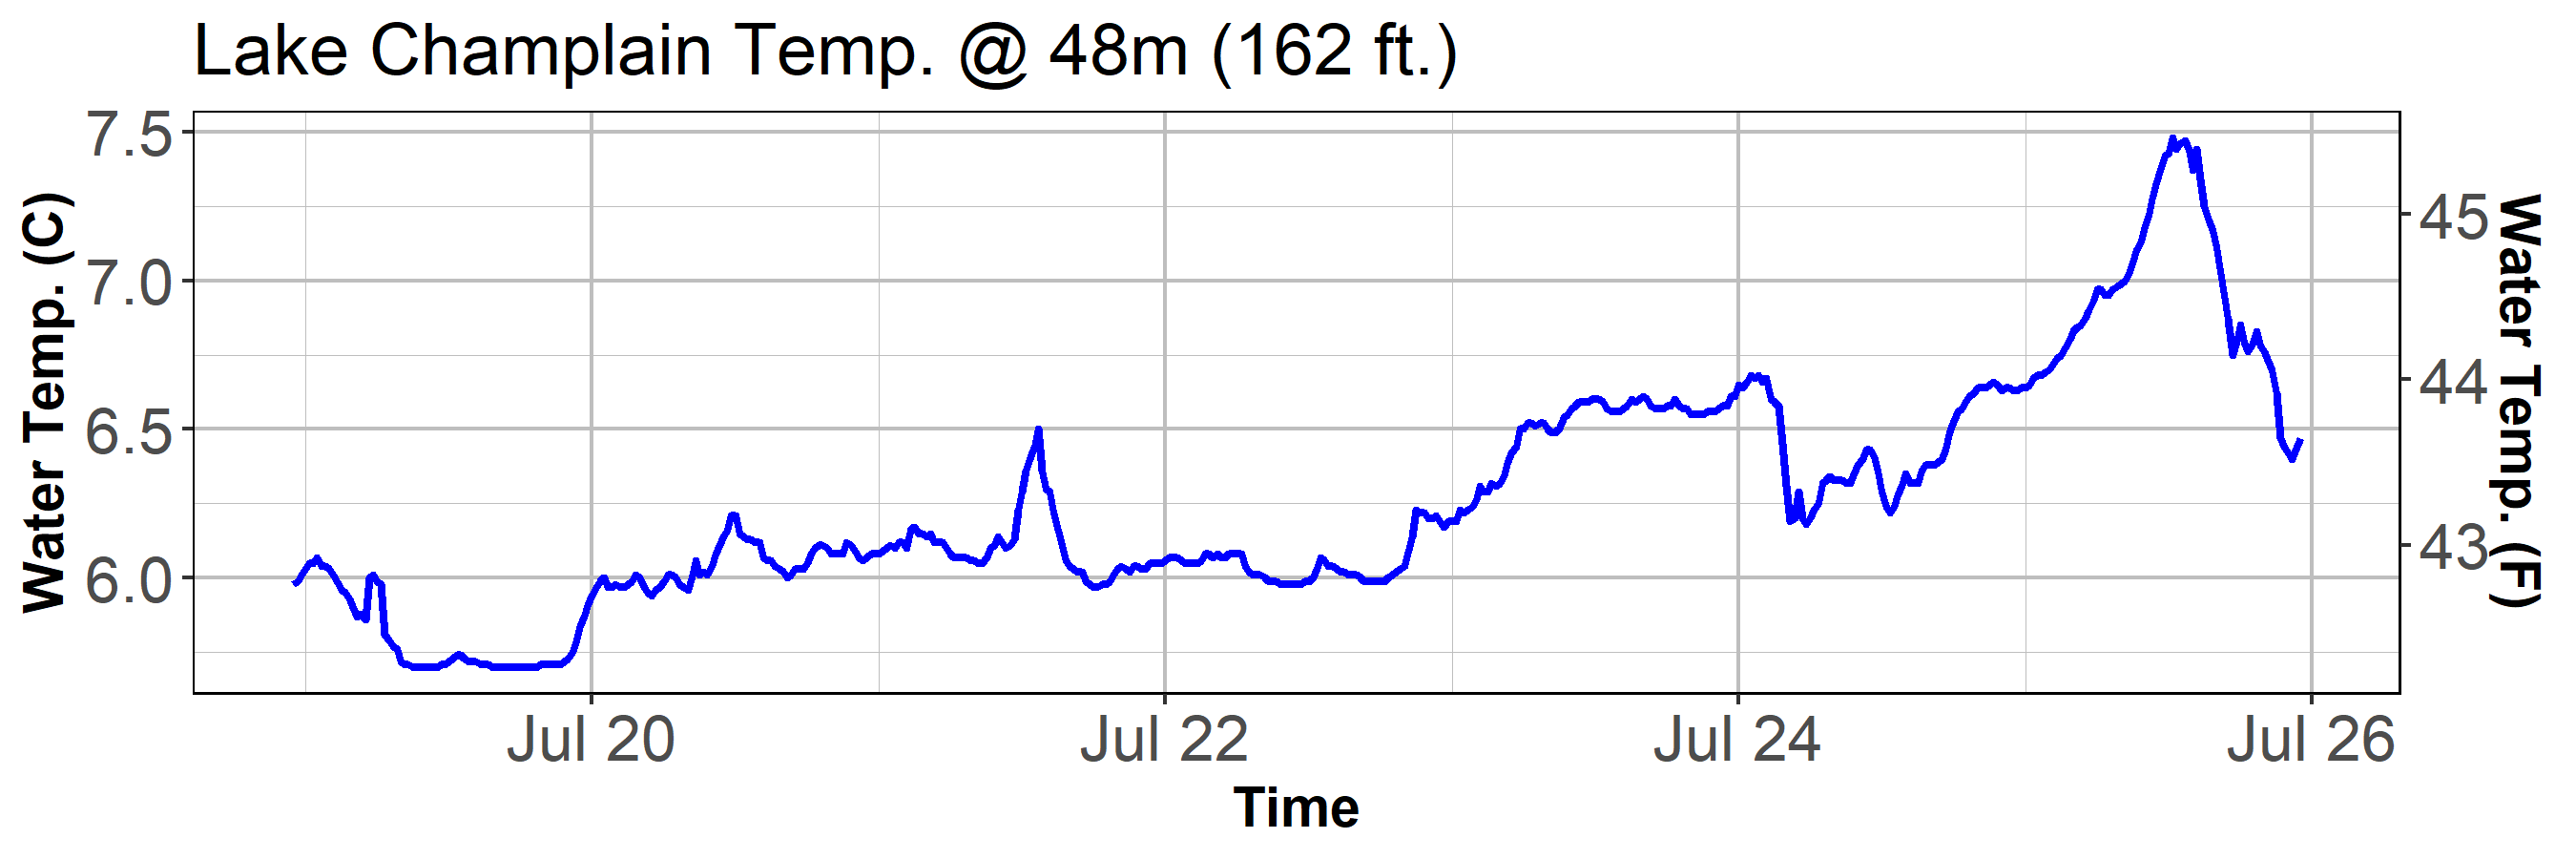 Lake Champlain Temp. @ 48m (162 ft.)
Water Temp. (C)
7.5
7.0
6.5
6.0
45
44
43
Water Temp. (F)
Jul 20 Jul 22 Jul 24 Jul 26
Time